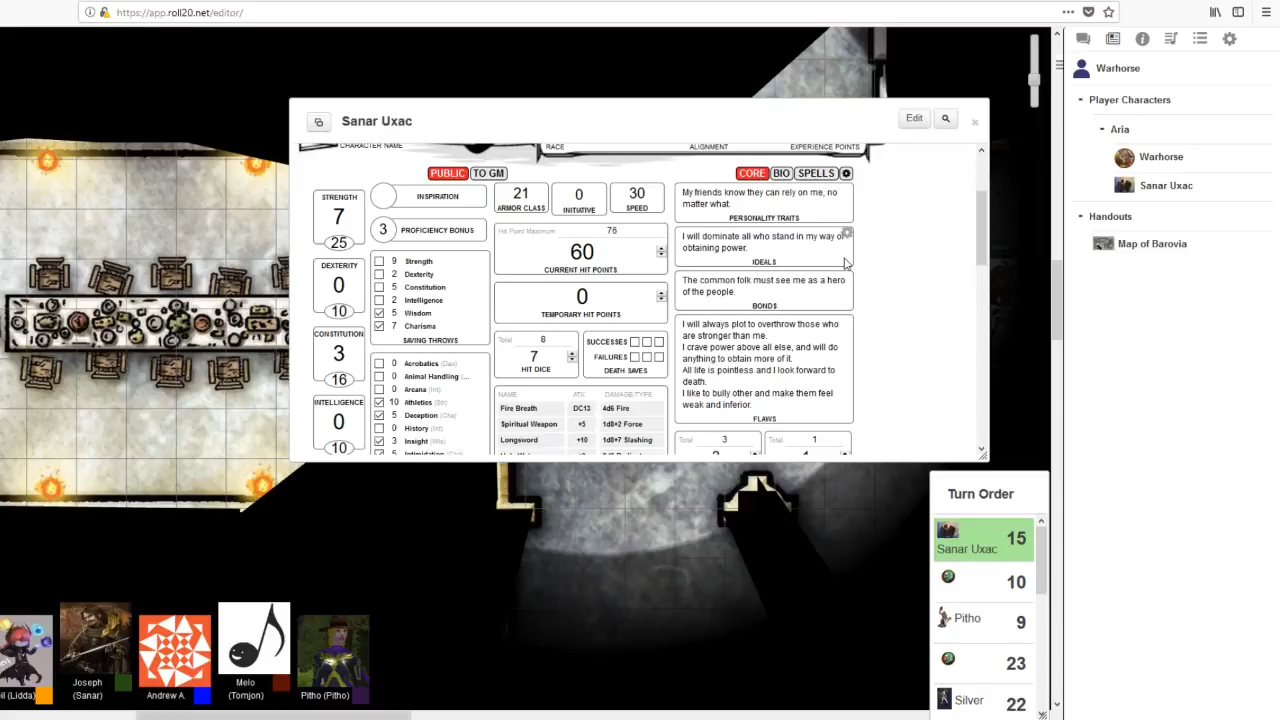 https://app.roll20.net/editor/
Sanar Uxac
Edit
CHARACTER NAME
RACE
ALIGNMENT
EXPERIENCE POINTS
PUBLIC
TO GM
CORE
BIO
SPELLS
STRENGTH
7
25
DEXTERITY
0
10
CONSTITUTION
3
16
INTELLIGENCE
0
10
INSPIRATION
3 PROFICIENCY BONUS
9 Strength
2 Dexterity
5 Constitution
2 Intelligence
5 Wisdom
7 Charisma
SAVING THROWS
0 Acrobatics (Dex)
0 Animal Handling (...
0 Arcana (Int)
10 Athletics (Str)
5 Deception (Cha)
0 History (Int)
3 Insight (Wis)
21
ARMOR CLASS
0
INITIATIVE
30
SPEED
Hit Point Maximum 76
60
CURRENT HIT POINTS
0
TEMPORARY HIT POINTS
Total 8
7
HIT DICE
SUCCESSES
FAILURES
DEATH SAVES
NAME ATK DAMAGE/TYPE
Fire Breath DC13 4d6 Fire
Spiritual Weapon +5 1d8+2 Force
Longsword +10 1d8+7 Slashing
My friends know they can rely on me, no
matter what.
PERSONALITY TRAITS
I will dominate all who stand in my way of
obtaining power.
IDEALS
The common folk must see me as a hero
of the people.
BONDS
I will always plot to overthrow those who
are stronger than me.
I crave power above all else, and will do
anything to obtain more of it.
All life is pointless and I look forward to
death.
I like to bully other and make them feel
weak and inferior.
FLAWS
Total 3
Total 1
Warhorse
Player Characters
Aria
Warhorse
Sanar Uxac
Handouts
Map of Barovia
Turn Order
Sanar Uxac 15
10
Pitho 9
23
Silver 22
(Lidda)
Joseph
(Sanar)
Andrew A.
Melo
(Tomjon)
Pitho (Pitho)